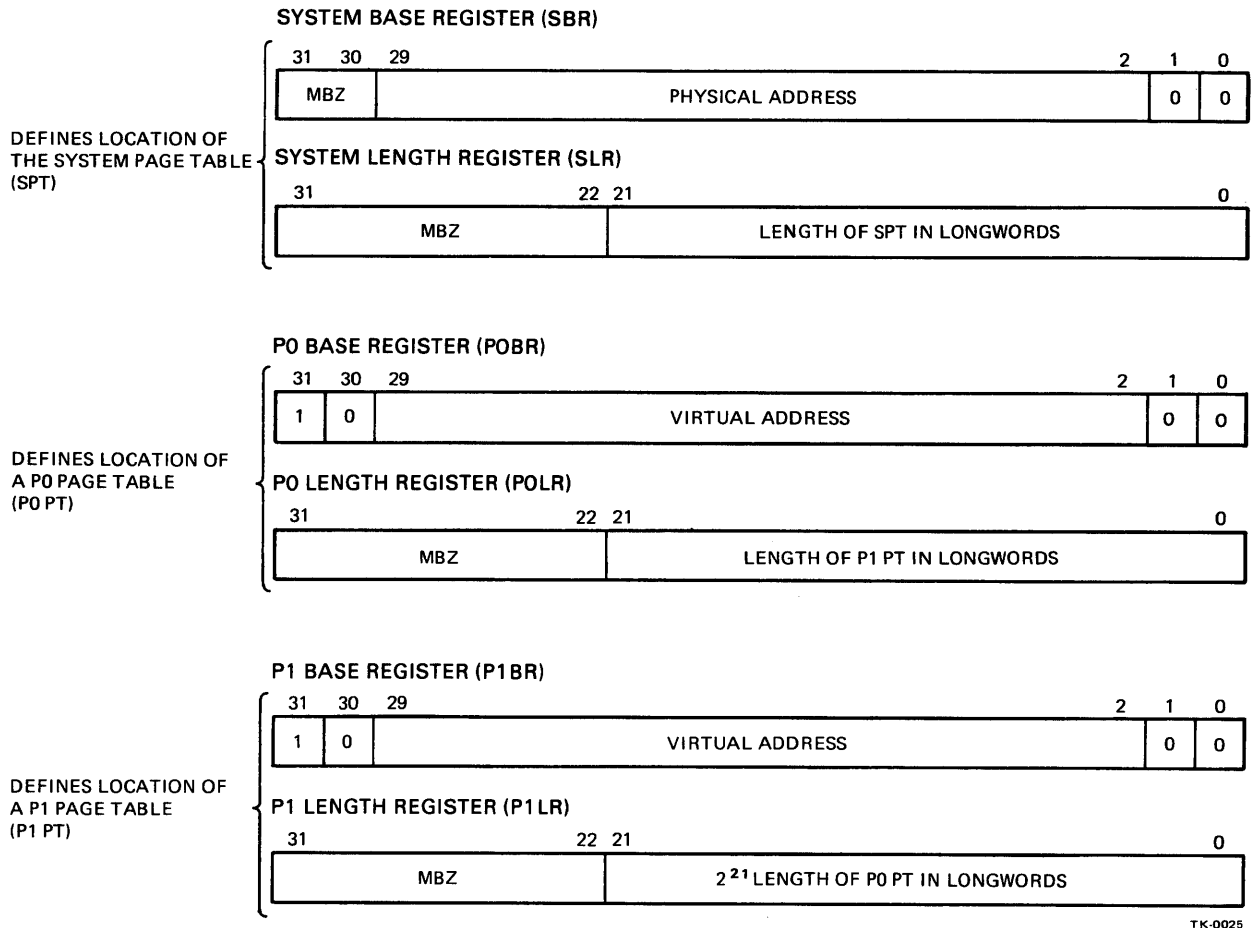 SYSTEM BASE REGISTER (SBR)
31 30 29 2 1 0
MBZ PHYSICAL ADDRESS 0 0
DEFINES LOCATION OF
THE SYSTEM PAGE TABLE
(SPT)
SYSTEM LENGTH REGISTER (SLR)
31 22 21 0
MBZ LENGTH OF SPT IN LONGWORDS
P0 BASE REGISTER (P0BR)
31 30 29 2 1 0
1 0 VIRTUAL ADDRESS 0 0
DEFINES LOCATION OF
A P0 PAGE TABLE
(P0 PT)
P0 LENGTH REGISTER (P0LR)
31 22 21 0
MBZ LENGTH OF P1 PT IN LONGWORDS
P1 BASE REGISTER (P1BR)
31 30 29 2 1 0
1 0 VIRTUAL ADDRESS 0 0
DEFINES LOCATION OF
A P1 PAGE TABLE
(P1 PT)
P1 LENGTH REGISTER (P1LR)
31 22 21 0
MBZ 2²¹ LENGTH OF P0 PT IN LONGWORDS
TK-0025